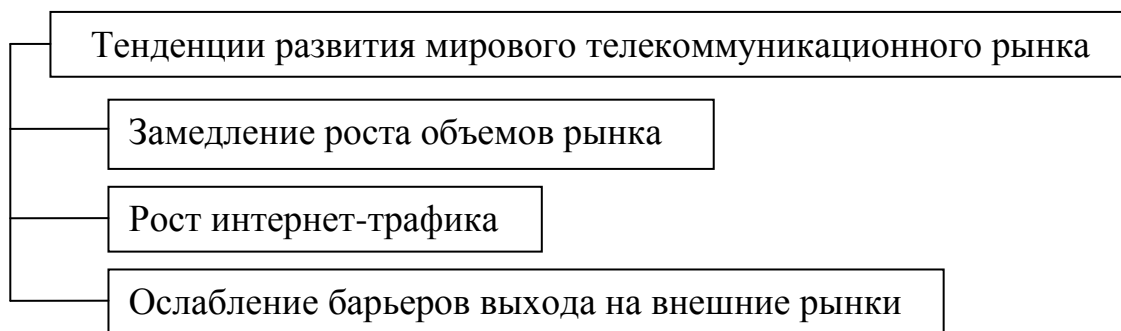 Тенденции развития мирового телекоммуникационного рынка
Замедление роста объемов рынка
Рост интернет-трафика
Ослабление барьеров выхода на внешние рынки